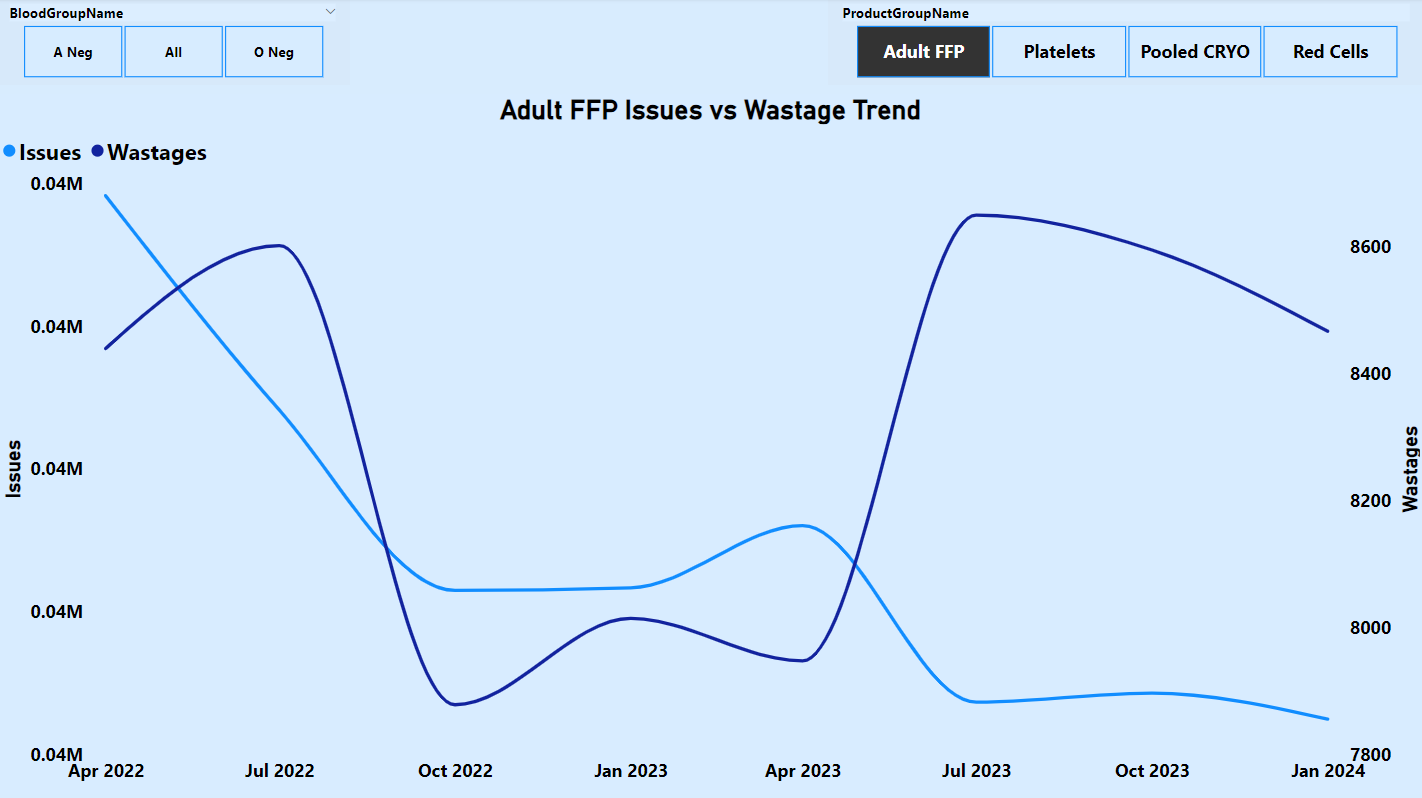 BloodGroupName
A Neg All O Neg
ProductGroupName
Adult FFP Platelets Pooled CRYO Red Cells
Adult FFP Issues vs Wastage Trend
Issues Wastages
0.04M
0.04M
0.04M
0.04M
0.04M
Issues
8600
8400
8200
8000
7800
Wastages
Apr 2022 Jul 2022 Oct 2022 Jan 2023 Apr 2023 Jul 2023 Oct 2023 Jan 2024